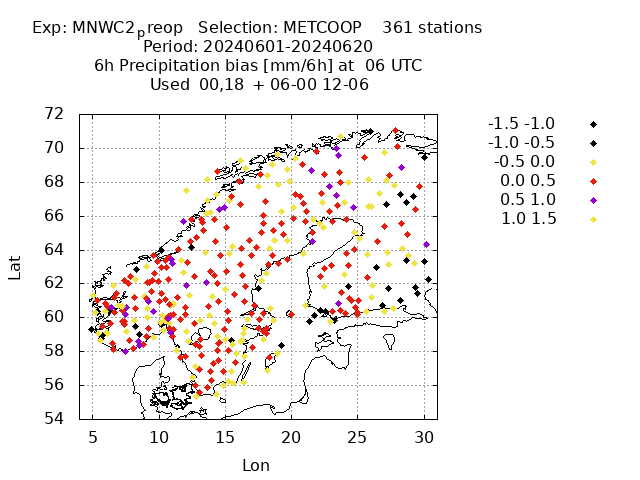 Exp: MNWC2preop   Selection: METCOOP    361 stations
Period: 20240601-20240620
6h Precipitation bias [mm/6h] at  06 UTC
Used  00,18  + 06-00 12-06
72
70
68
66
64
62
60
58
56
54
5 10 15 20 25 30
Lat
Lon
-1.5 -1.0
-1.0 -0.5
-0.5 0.0
0.0 0.5
0.5 1.0
1.0 1.5